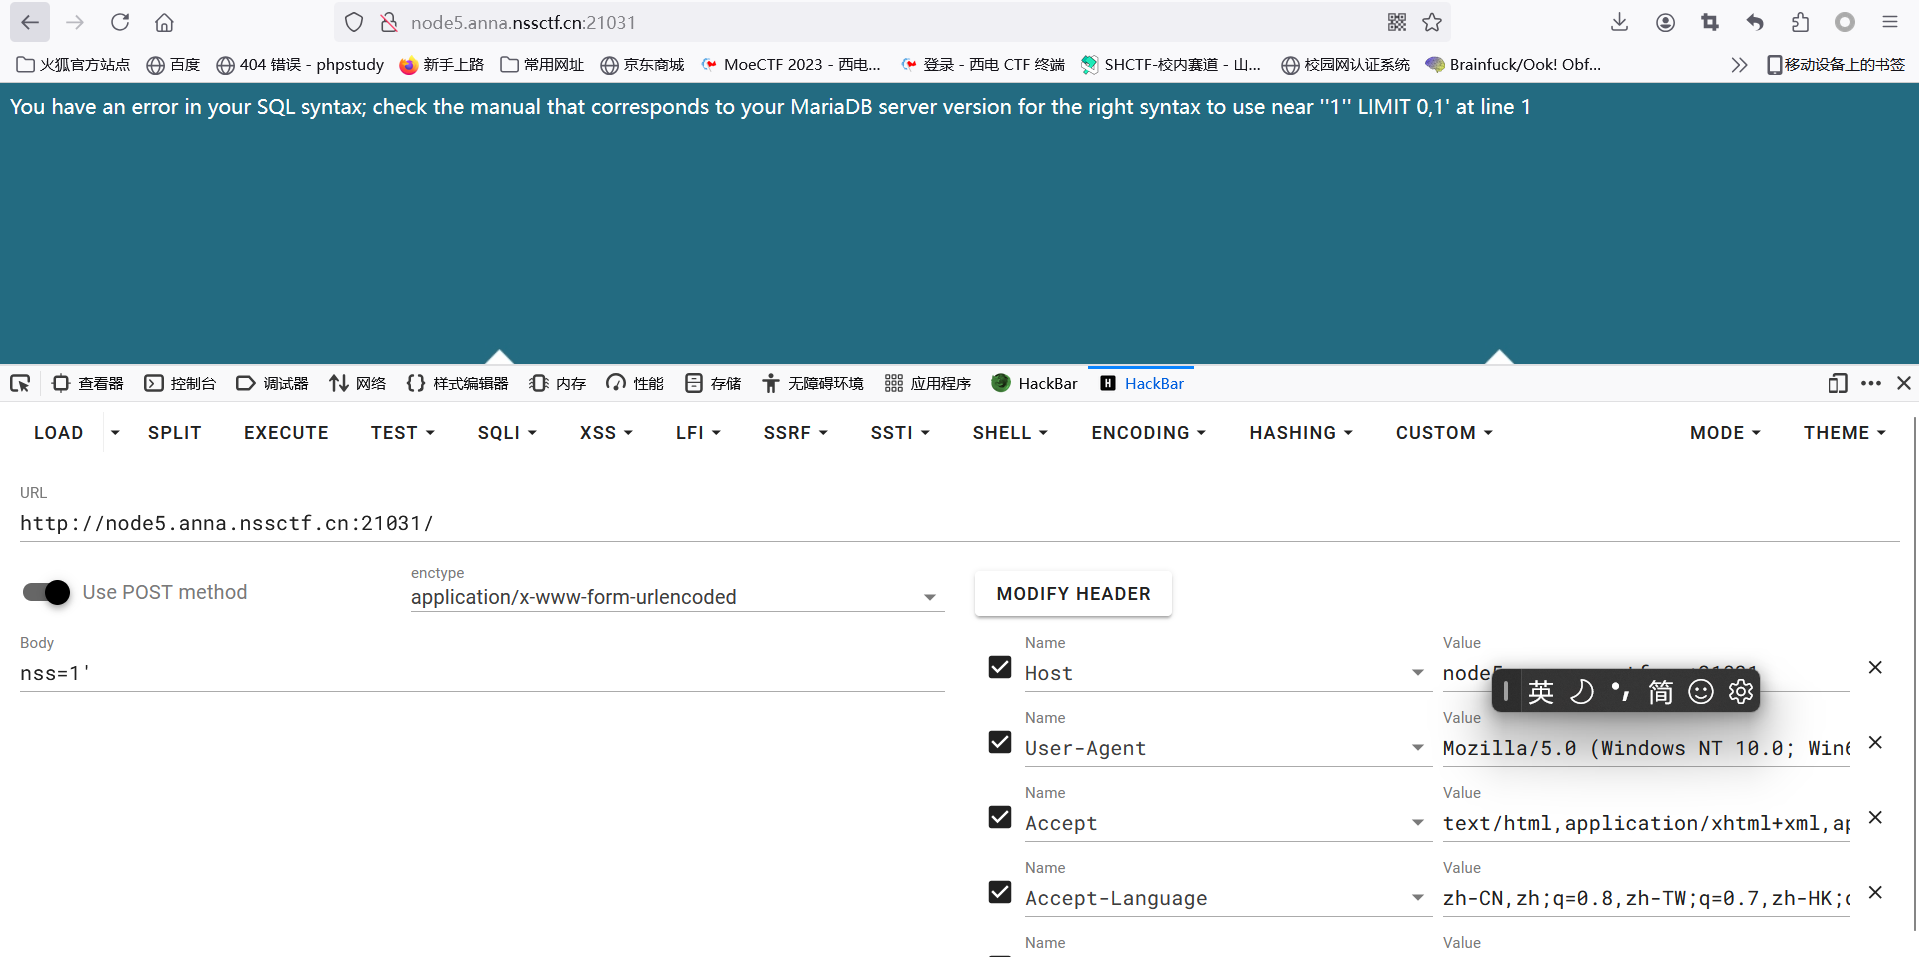 node5.anna.nssctf.cn:21031
火狐官方站点 百度 404 错误 - phpstudy 新手上路 常用网址 京东商城 MoeCTF 2023 - 西电... 登录 - 西电 CTF 终端 SHCTF-校内赛道 - 山... 校园网认证系统 Brainfuck/Ook! Obf... 移动设备上的书签
You have an error in your SQL syntax; check the manual that corresponds to your MariaDB server version for the right syntax to use near ''1'' LIMIT 0,1' at line 1
查看器 控制台 调试器 网络 样式编辑器 内存 性能 存储 无障碍环境 应用程序 HackBar H HackBar
LOAD SPLIT EXECUTE TEST SQLI XSS LFI SSRF SSTI SHELL ENCODING HASHING CUSTOM MODE THEME
URL
http://node5.anna.nssctf.cn:21031/
Use POST method
enctype
application/x-www-form-urlencoded
MODIFY HEADER
Body
nss=1'
Name Value
Host node5
英 简
Name Value
User-Agent Mozilla/5.0 (Windows NT 10.0; Win6
Name Value
Accept text/html,application/xhtml+xml,ap
Name Value
Accept-Language zh-CN,zh;q=0.8,zh-TW;q=0.7,zh-HK;
Name Value